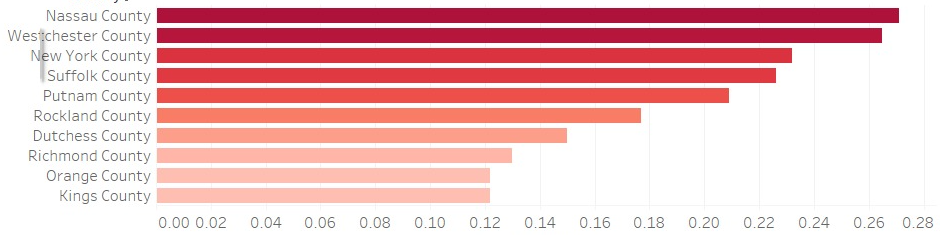 Nassau County
Westchester County
New York County
Suffolk County
Putnam County
Rockland County
Dutchess County
Richmond County
Orange County
Kings County
0.00 0.02 0.04 0.06 0.08 0.10 0.12 0.14 0.16 0.18 0.20 0.22 0.24 0.26 0.28